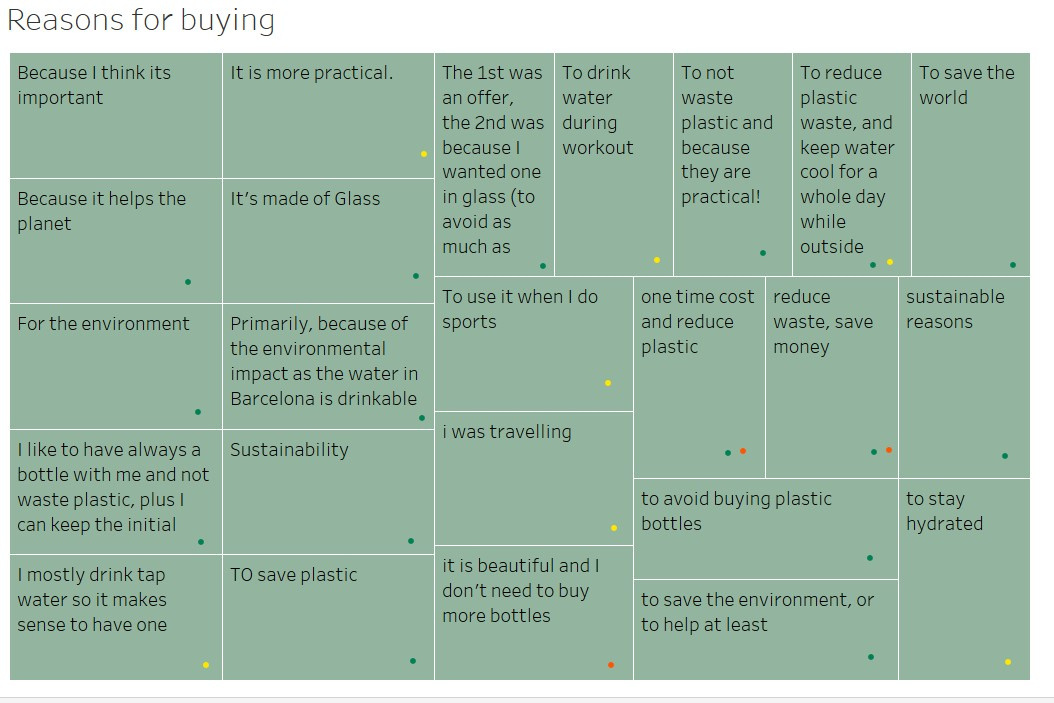 Reasons for buying
Because I think its
important
Because it helps the
planet
For the environment
I like to have always a
bottle with me and not
waste plastic, plus I
can keep the initial
I mostly drink tap
water so it makes
sense to have one
It is more practical.
It's made of Glass
Primarily, because of
the environmental
impact as the water in
Barcelona is drinkable
Sustainability
TO save plastic
The 1st was
an offer,
the 2nd was
because I
wanted one
in glass (to
avoid as
much as
To drink
water
during
workout
To not
waste
plastic and
because
they are
practical!
To reduce
plastic
waste, and
keep water
cool for a
whole day
while
outside
To save the
world
To use it when I do
sports
i was travelling
it is beautiful and I
don't need to buy
more bottles
one time cost
and reduce
plastic
reduce
waste, save
money
sustainable
reasons
to avoid buying plastic
bottles
to save the environment, or
to help at least
to stay
hydrated